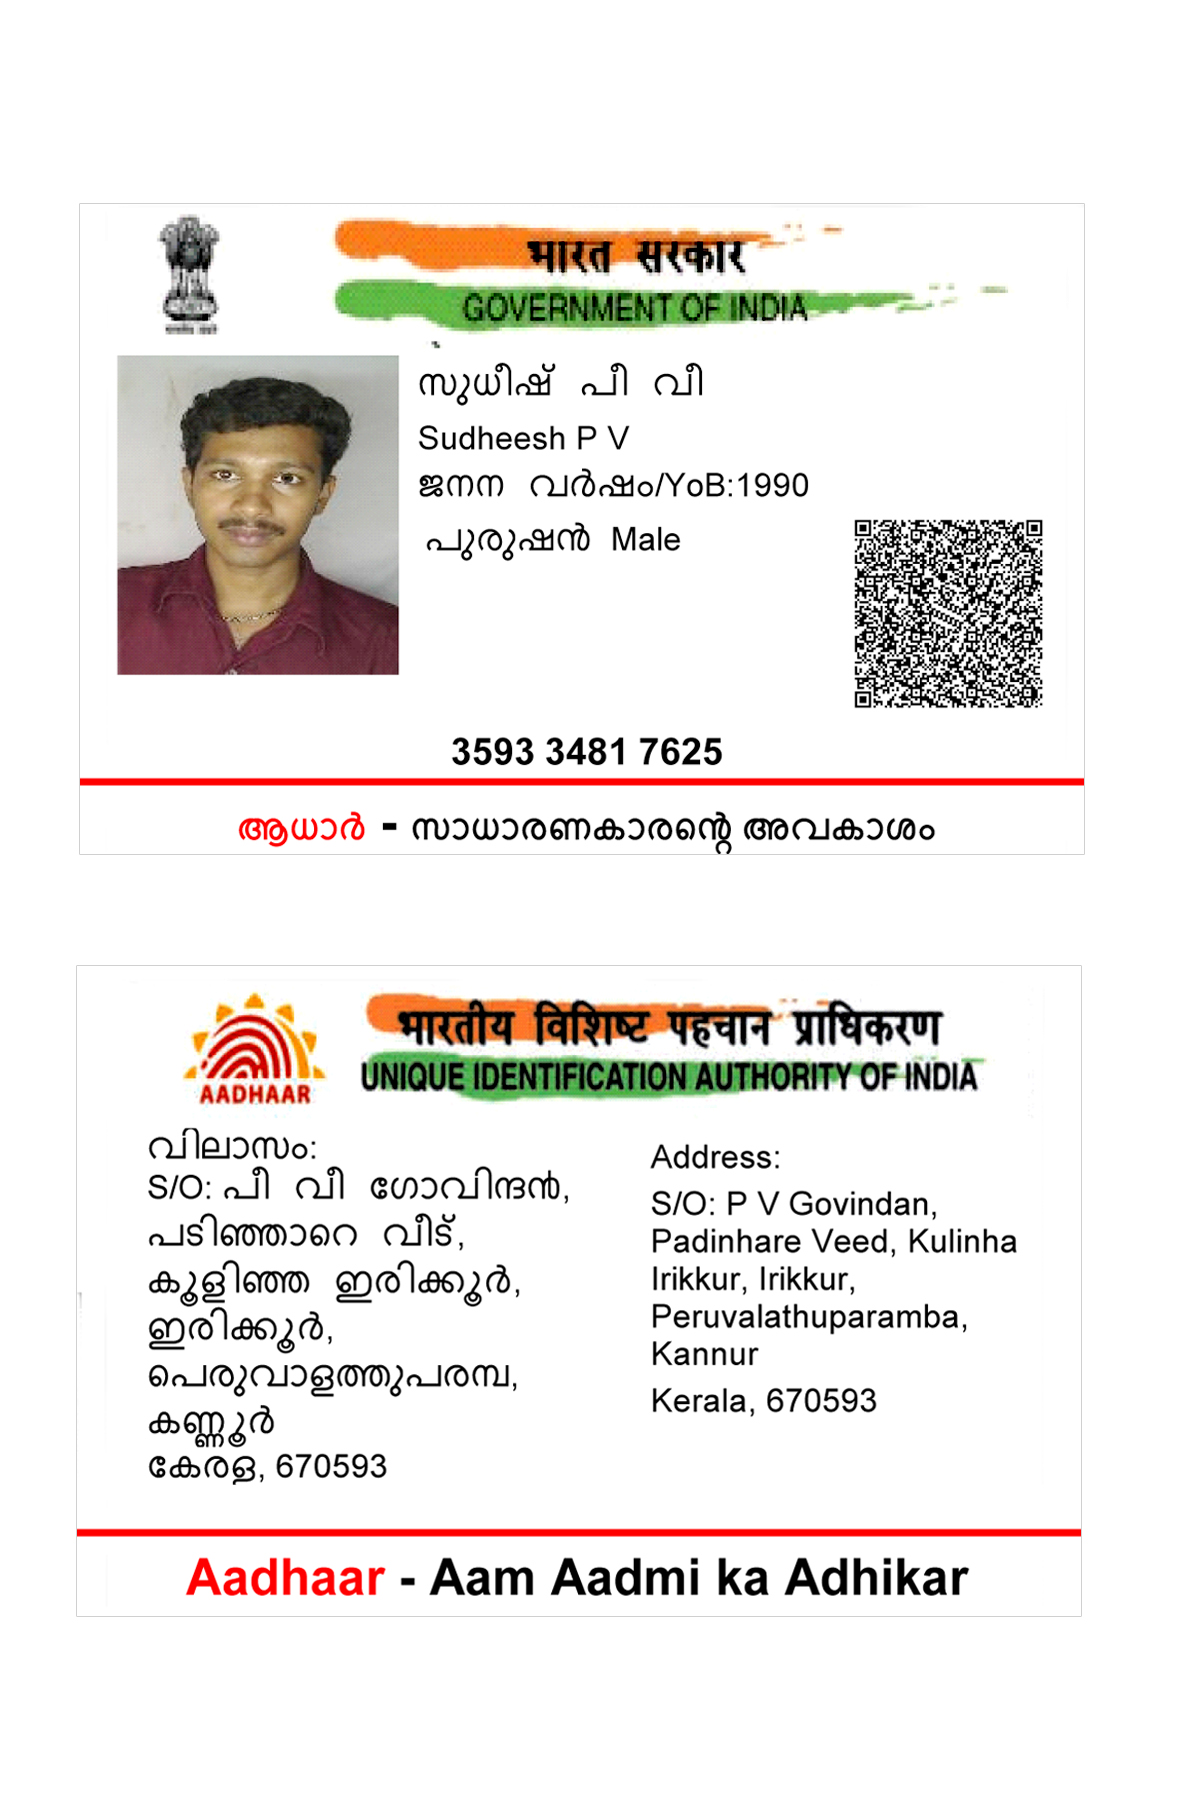 भारत सरकार
GOVERNMENT OF INDIA
സുധീഷ് പീ വീ
Sudheesh P V
ജനന വർഷം/YoB:1990
പുരുഷൻ Male
3593 3481 7625
ആധാർ - സാധാരണകാരന്റെ അവകാശം
भारतीय विशिष्ट पहचान प्राधिकरण
UNIQUE IDENTIFICATION AUTHORITY OF INDIA
AADHAAR
വിലാസം:
S/O: പീ വീ ഗോവിന്ദൻ,
പടിഞ്ഞാറെ വീട്,
കൂളിഞ്ഞ ഇരിക്കൂർ,
ഇരിക്കൂർ,
പെരുവാളത്തുപരമ്പ,
കണ്ണൂർ
കേരള, 670593
Address:
S/O: P V Govindan,
Padinhare Veed, Kulinha
Irikkur, Irikkur,
Peruvalathuparamba,
Kannur
Kerala, 670593
Aadhaar - Aam Aadmi ka Adhikar